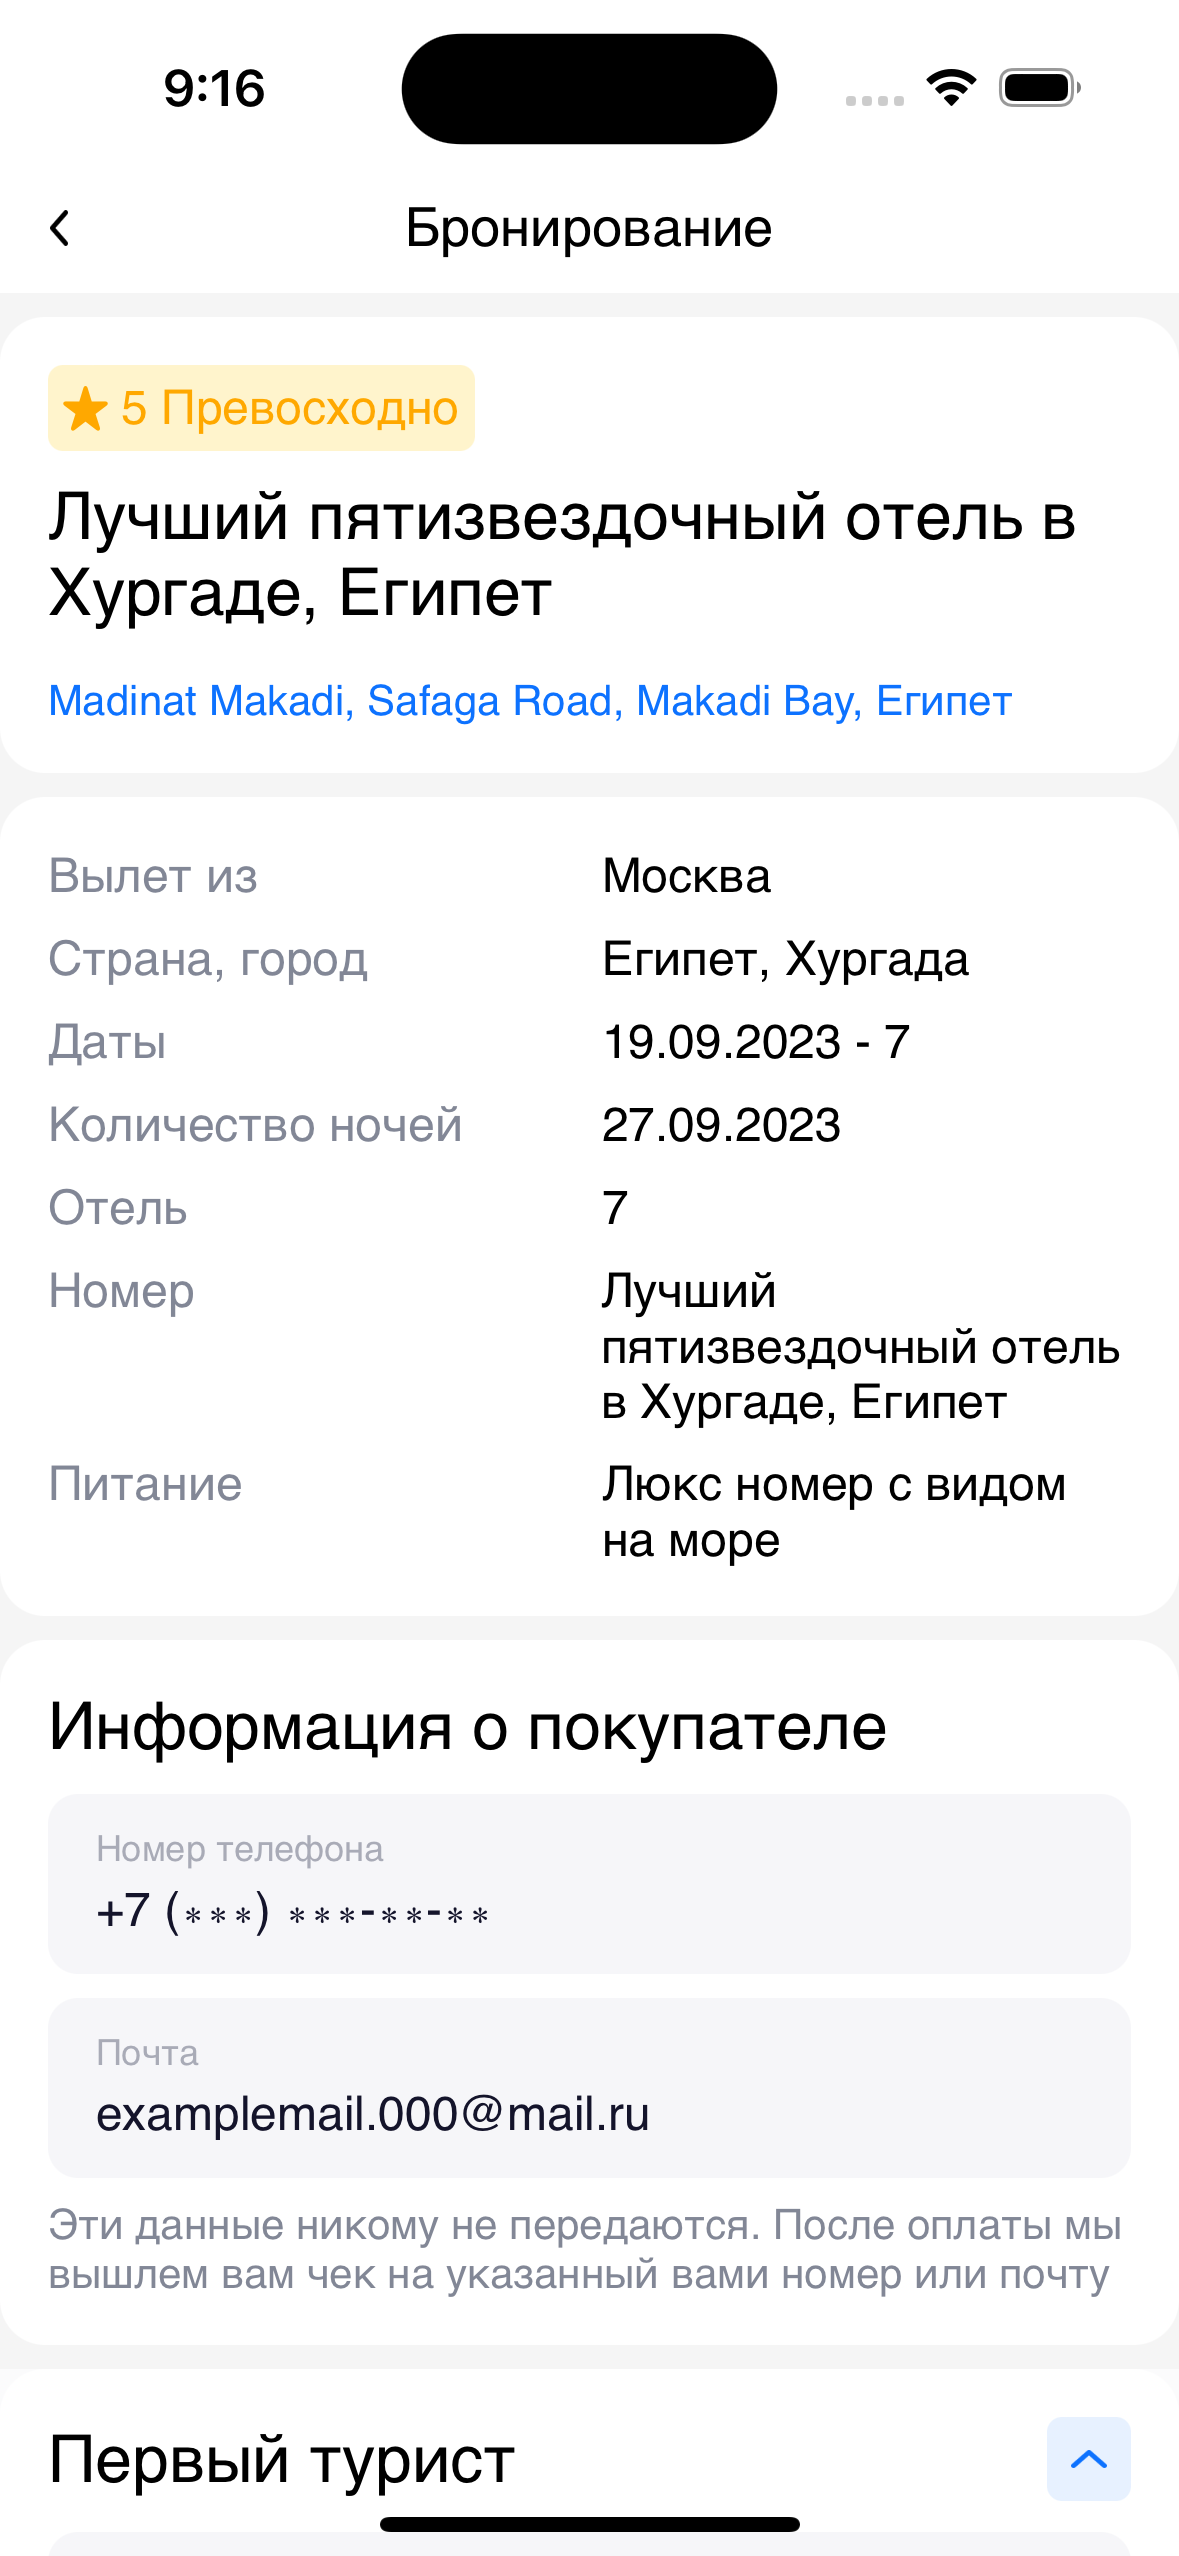 9:16
Бронирование
5 Превосходно
Лучший пятизвездочный отель в
Хургаде, Египет
Madinat Makadi, Safaga Road, Makadi Bay, Египет
Вылет из Москва
Страна, город Египет, Хургада
Даты 19.09.2023 - 7
Количество ночей 27.09.2023
Отель 7
Номер Лучший
пятизвездочный отель
в Хургаде, Египет
Питание Люкс номер с видом
на море
Информация о покупателе
Номер телефона
+7 (***) ***-**-**
Почта
examplemail.000@mail.ru
Эти данные никому не передаются. После оплаты мы
вышлем вам чек на указанный вами номер или почту
Первый турист